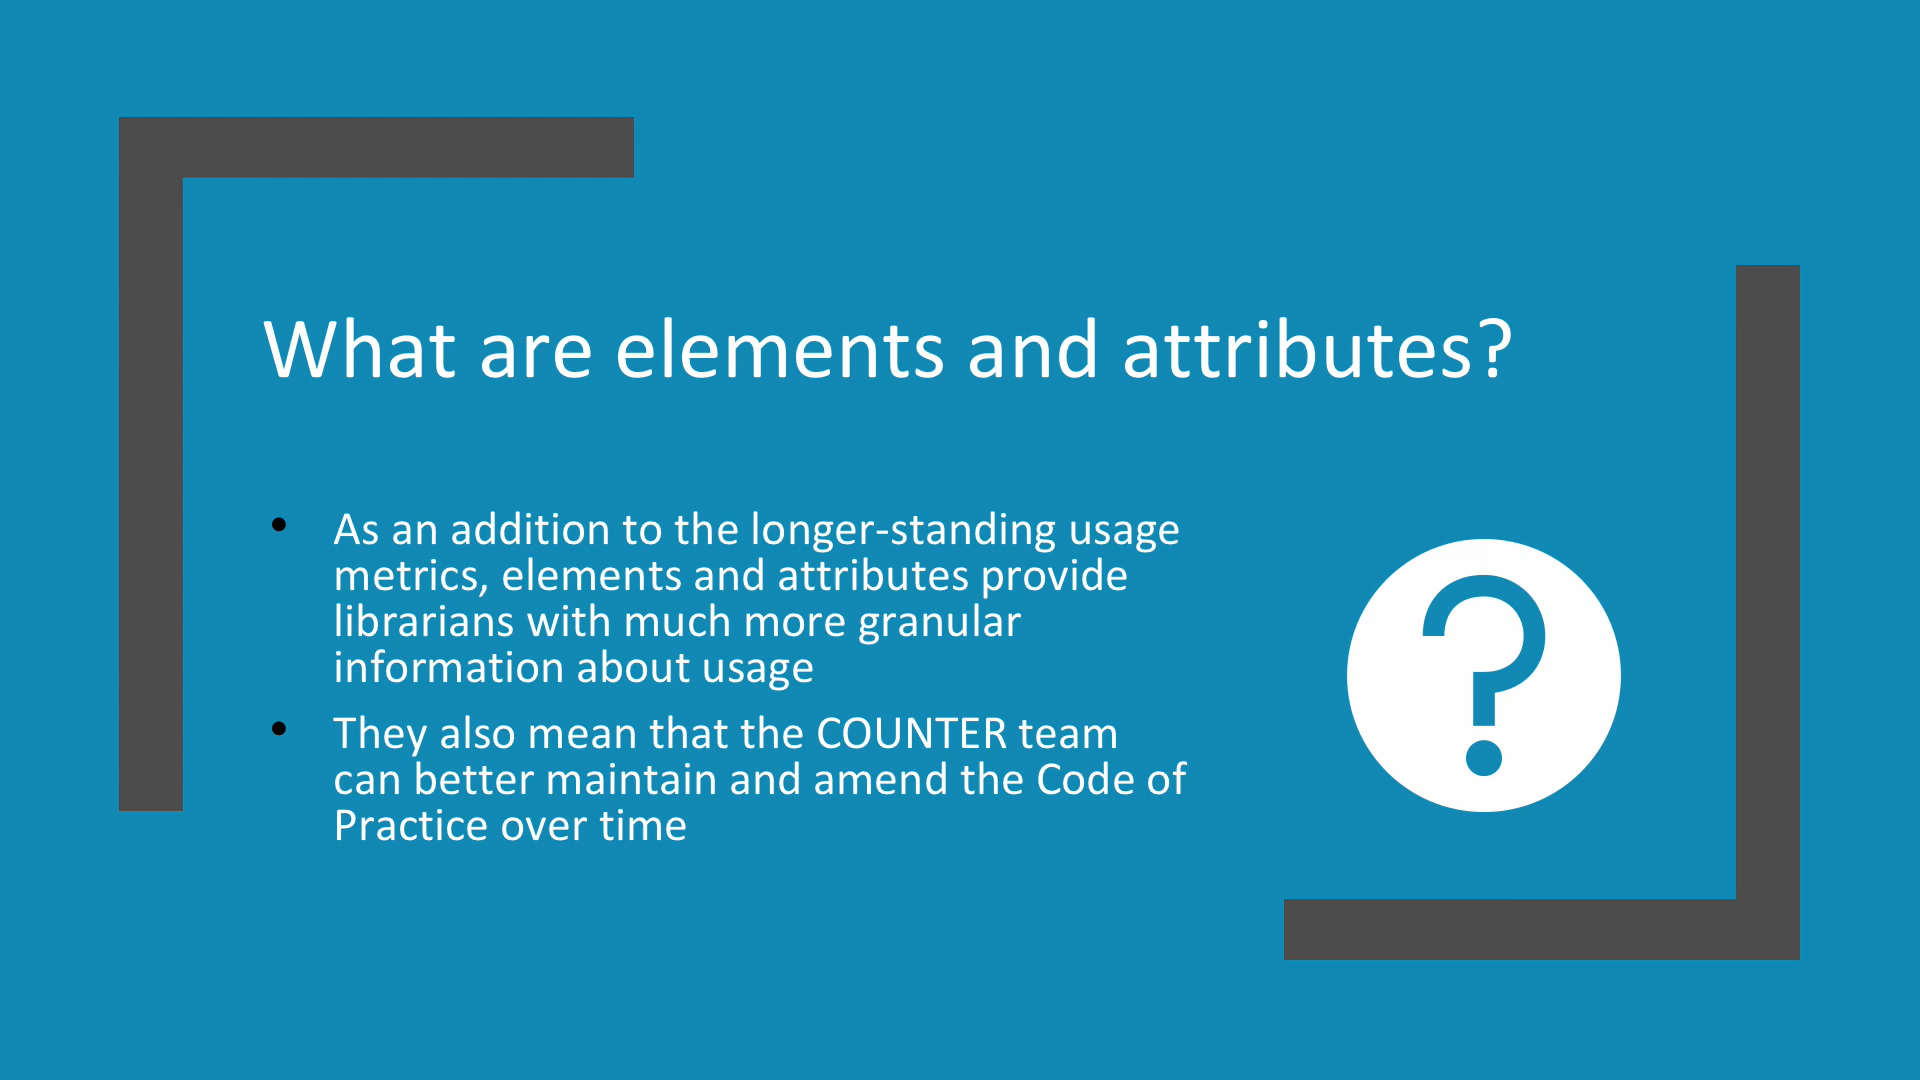 What are elements and attributes?
• As an addition to the longer-standing usage
metrics, elements and attributes provide
librarians with much more granular
information about usage
• They also mean that the COUNTER team
can better maintain and amend the Code of
Practice over time
?